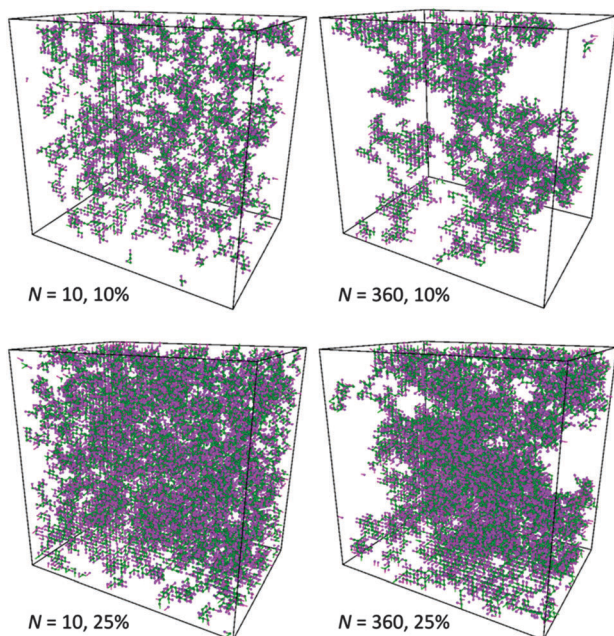 N = 10, 10%
N = 360, 10%
N = 10, 25%
N = 360, 25%